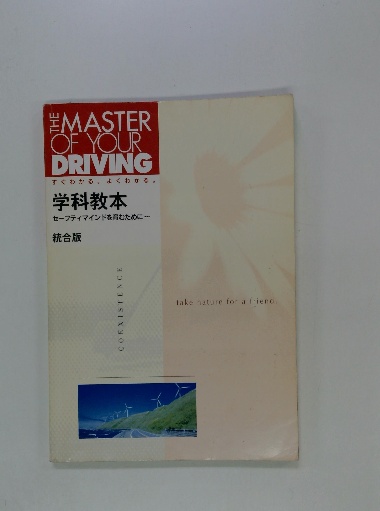 THE MASTER
OF YOUR
DRIVING
すぐわかる。よくわかる。
学科教本
セーフティマインドを育むために…
統合版
COEXISTENCE
take nature for a friend